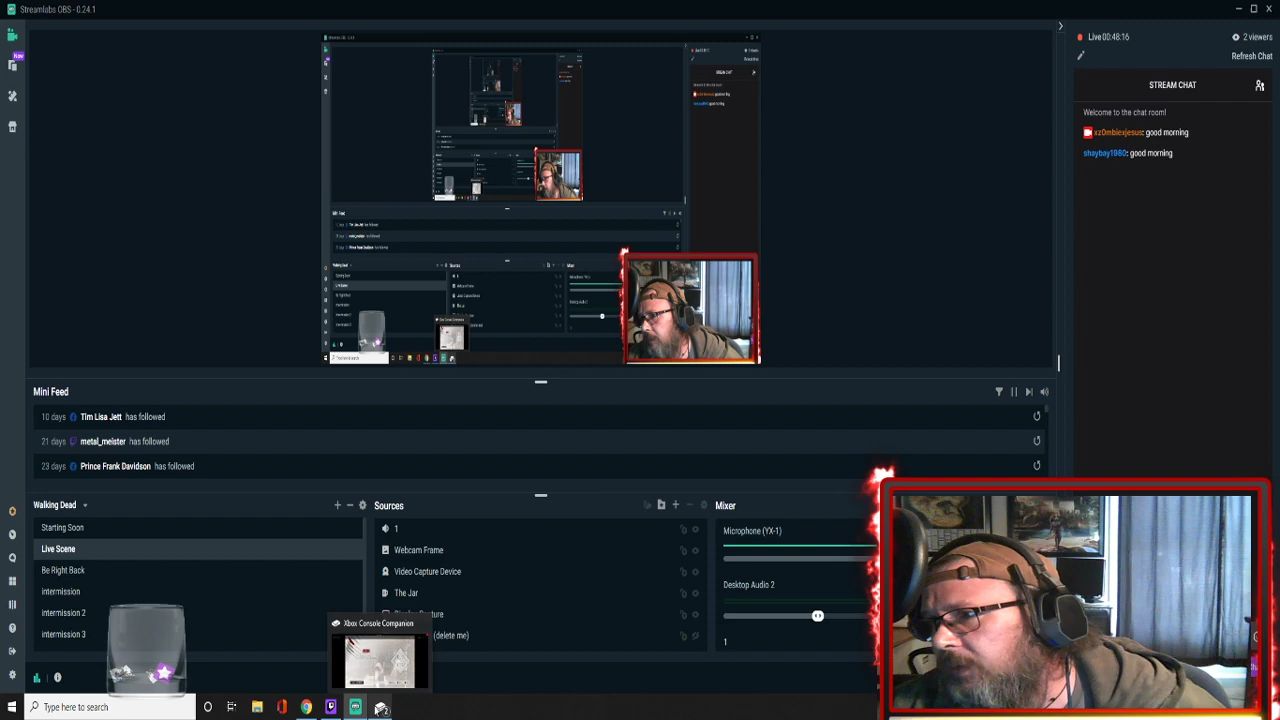 Streamlabs OBS - 0.24.1
Live 00:48:16
2 viewers
Refresh Chat
STREAM CHAT
Welcome to the chat room!
xz0mbiexjesus: good morning
shaybay1980: good morning
New
Mini Feed
10 days Tim Lisa Jett has followed
21 days metal_meister has followed
23 days Prince Frank Davidson has followed
Walking Dead
Starting Soon
Live Scene
Be Right Back
intermission
intermission 2
intermission 3
Sources
1
Webcam Frame
Video Capture Device
The Jar
(delete me)
Mixer
Microphone (YX-1)
Desktop Audio 2
1
Xbox Console Companion
Type here to search